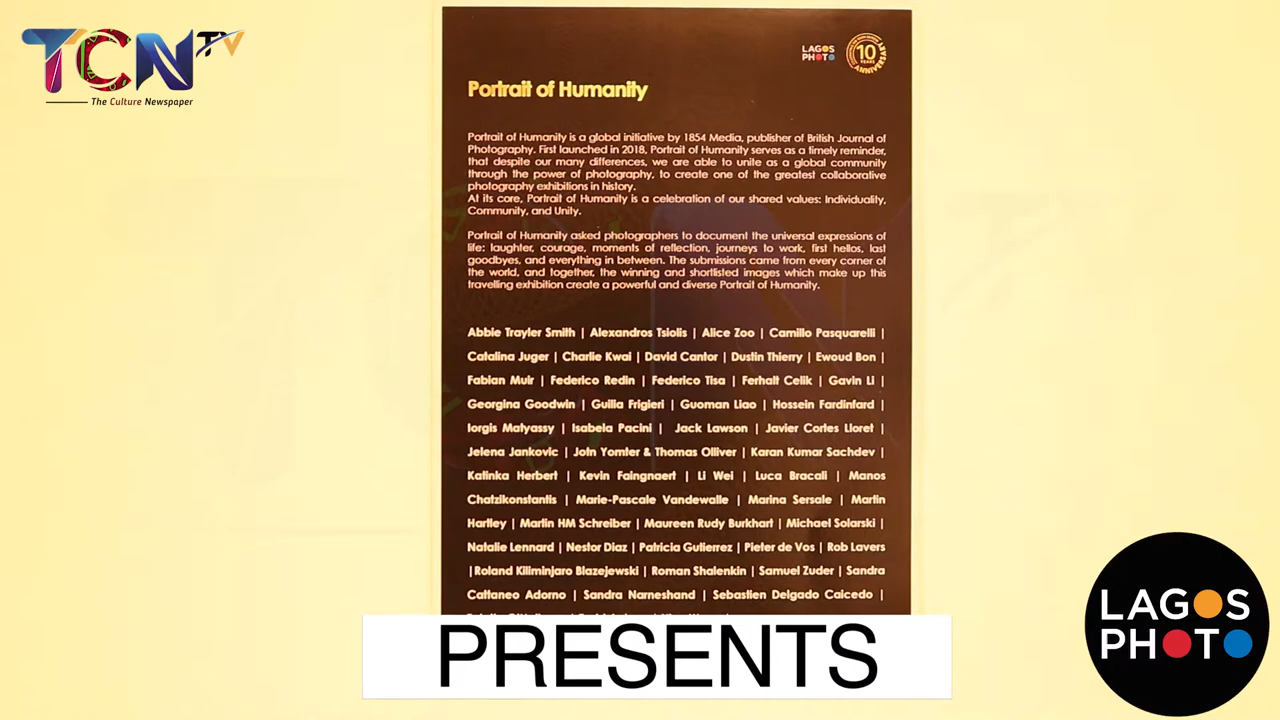 TCN TV
The Culture Newspaper
LAGOS
PHOTO
10
YEARS
ANNIVERSARY
Portrait of Humanity
Portrait of Humanity is a global initiative by 1854 Media, publisher of British Journal of
Photography. First launched in 2018, Portrait of Humanity serves as a timely reminder,
that despite our many differences, we are able to unite as a global community
through the power of photography, to create one of the greatest collaborative
photography exhibitions in history.
At its core, Portrait of Humanity is a celebration of our shared values: Individuality,
Community, and Unity.
Portrait of Humanity asked photographers to document the universal expressions of
life: laughter, courage, moments of reflection, journeys to work, first hellos, last
goodbyes, and everything in between. The submissions came from every corner of
the world, and together, the winning and shortlisted images which make up this
travelling exhibition create a powerful and diverse Portrait of Humanity.
Abbie Trayler Smith | Alexandros Tsiolis | Alice Zoo | Camillo Pasquarelli |
Catalina Juger | Charlie Kwai | David Cantor | Dustin Thierry | Ewoud Bon |
Fabian Muir | Federico Redin | Federico Tisa | Ferhalt Celik | Gavin Li |
Georgina Goodwin | Guilia Frigieri | Guoman Liao | Hossein Fardinfard |
Iorgis Matyassy | Isabela Pacini | Jack Lawson | Javier Cortes Lloret |
Jelena Jankovic | Yomter & Thomas Olliver | Karan Kumar Sachdev |
Katinka Herbert | Kevin Faingnaert | Li Wei | Luca Bracali | Manos
Chatzikonstantis | Marie-Pascale Vandewalle | Marina Sersale | Martin
Hartley | Martin HM Schreiber | Maureen Rudy Burkhart | Michael Solarski |
Natalie Lennard | Nestor Diaz | Patricia Gutierrez | Pieter de Vos | Rob Lavers
|Roland Kiliminjaro Blazejewski | Roman Shalenkin | Samuel Zuder | Sandra
Cattaneo Adorno | Sandra Narneshand | Sebastien Delgado Caicedo |
PRESENTS
LAGOS
PHOTO